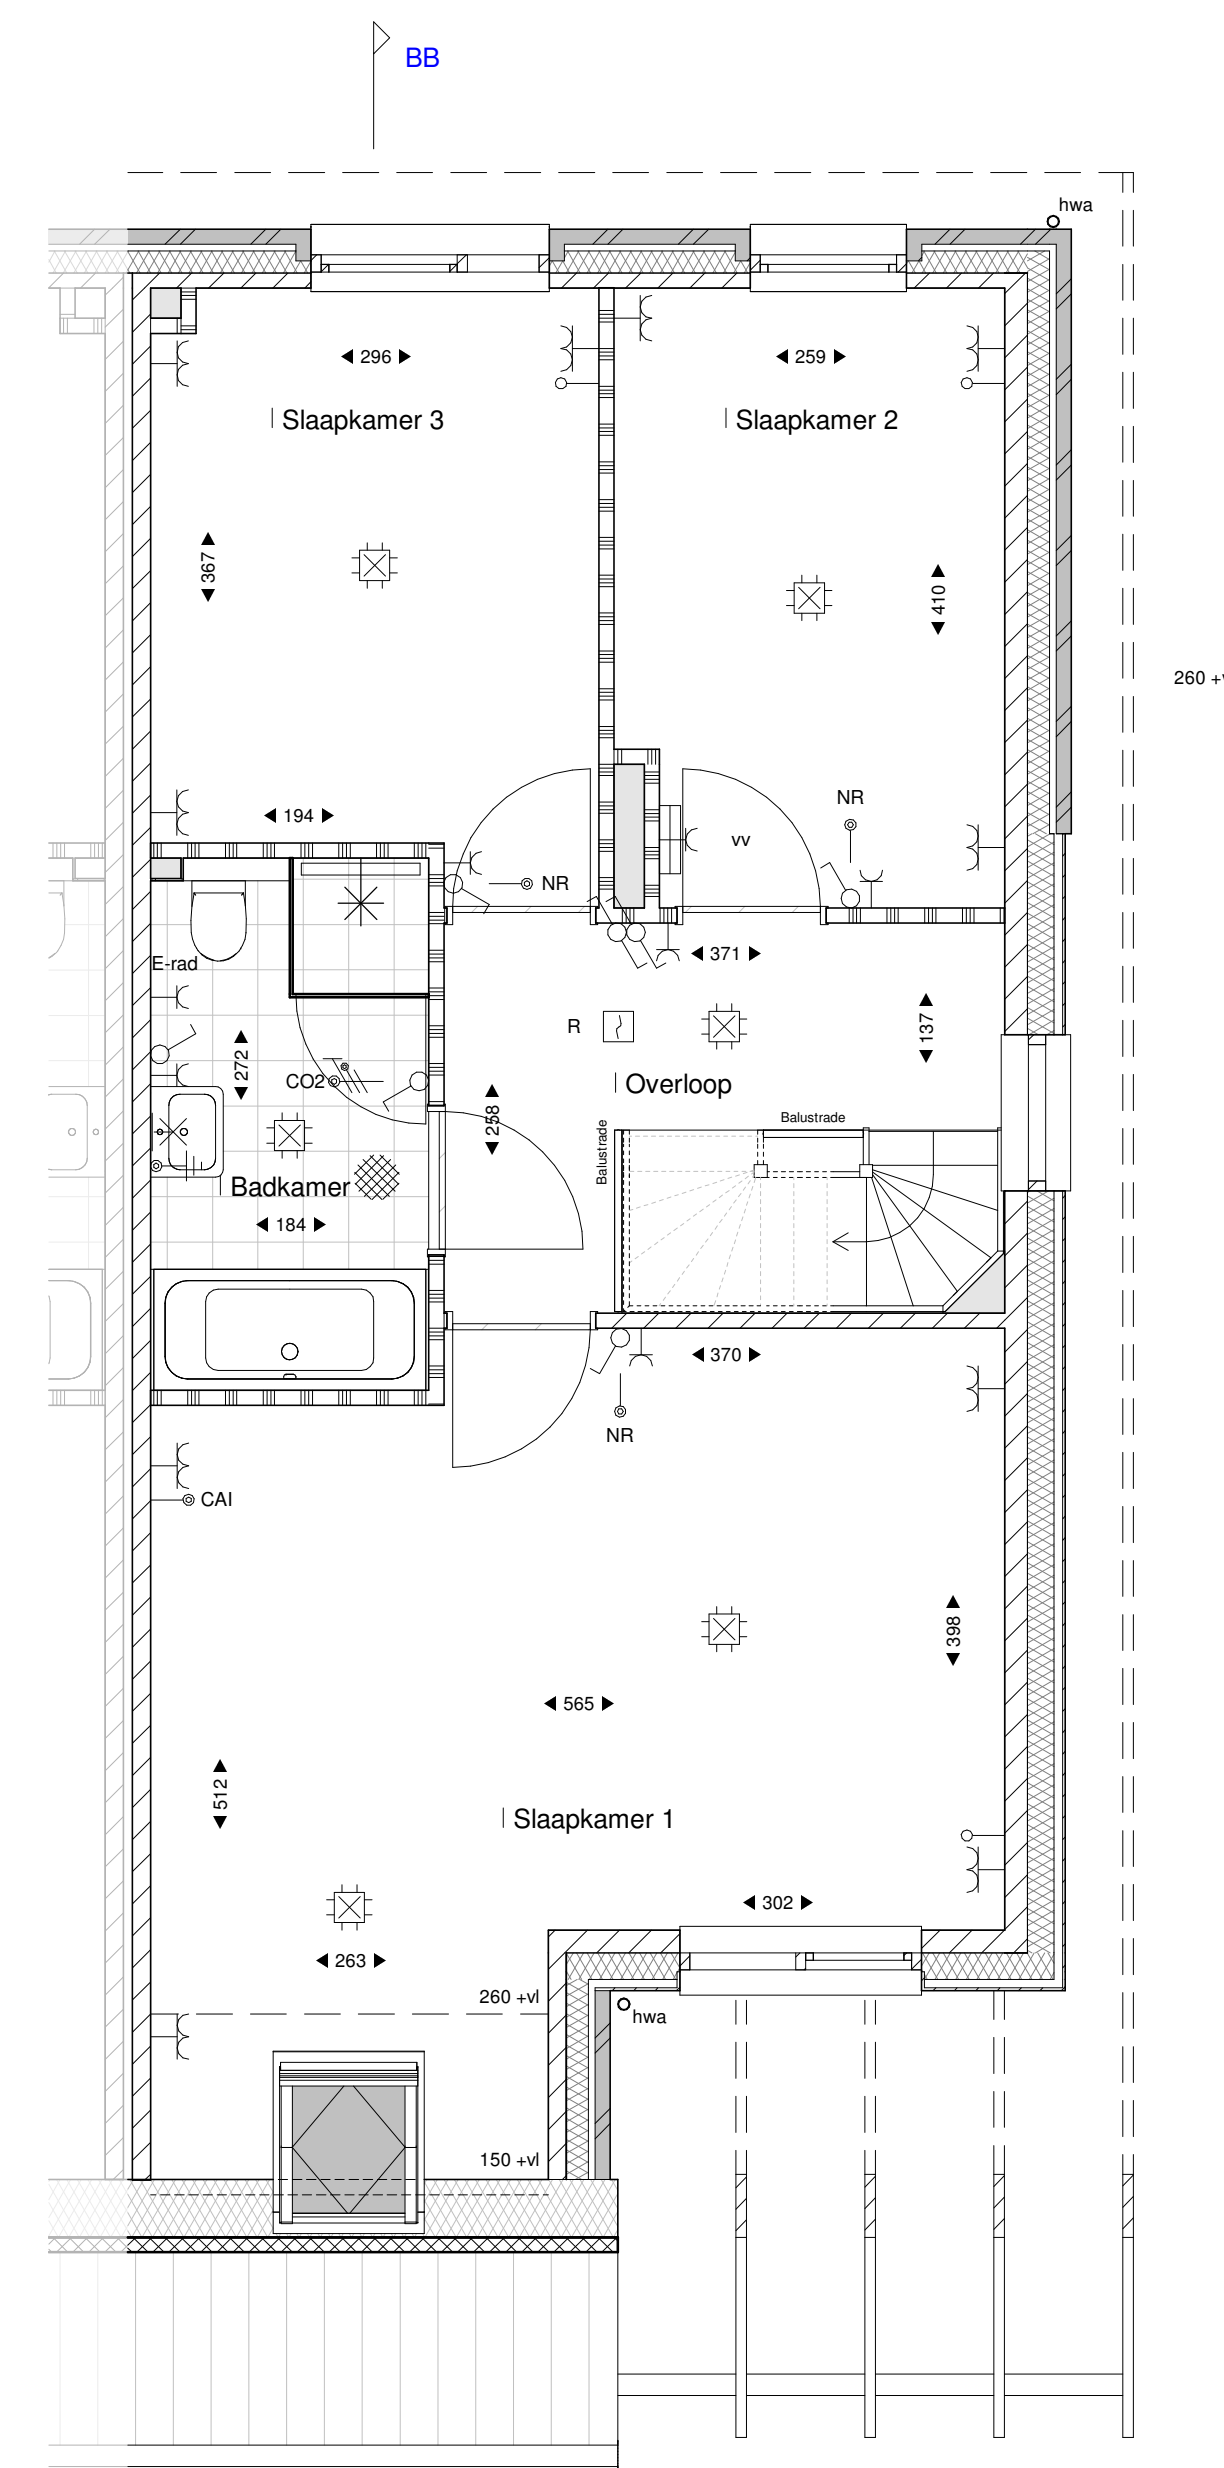 BB
hwa
296
259
Slaapkamer 3
Slaapkamer 2
367
410
260 +v
NR
194
vv
NR
371
E-rad
R
137
272
CO2
Overloop
258
Balustrade
Balustrade
Badkamer
184
370
NR
CAI
398
565
512
Slaapkamer 1
302
263
260 +vl
hwa
150 +vl